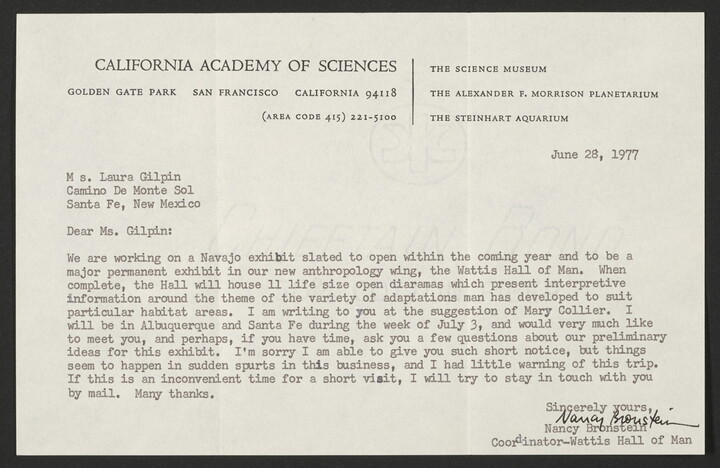 CALIFORNIA ACADEMY OF SCIENCES
GOLDEN GATE PARK SAN FRANCISCO CALIFORNIA 94118
(AREA CODE 415) 221-5100
THE SCIENCE MUSEUM
THE ALEXANDER F. MORRISON PLANETARIUM
THE STEINHART AQUARIUM
June 28, 1977
M s. Laura Gilpin
Camino De Monte Sol
Santa Fe, New Mexico
Dear Ms. Gilpin:
We are working on a Navajo exhibit slated to open within the coming year and to be a
major permanent exhibit in our new anthropology wing, the Wattis Hall of Man. When
complete, the Hall will house ll life size open diaramas which present interpretive
information around the theme of the variety of adaptations man has developed to suit
particular habitat areas. I am writing to you at the suggestion of Mary Collier. I
will be in Albuquerque and Santa Fe during the week of July 3, and would very much like
to meet you, and perhaps, if you have time, ask you a few questions about our preliminary
ideas for this exhibit. I'm sorry I am able to give you such short notice, but things
seem to happen in sudden spurts in this business, and I had little warning of this trip.
If this is an inconvenient time for a short visit, I will try to stay in touch with you
by mail. Many thanks.
Sincerely yours,
Nancy Bronstein
Nancy Bronstein
Coordinator-Wattis Hall of Man
CHIEFTAIN BOND